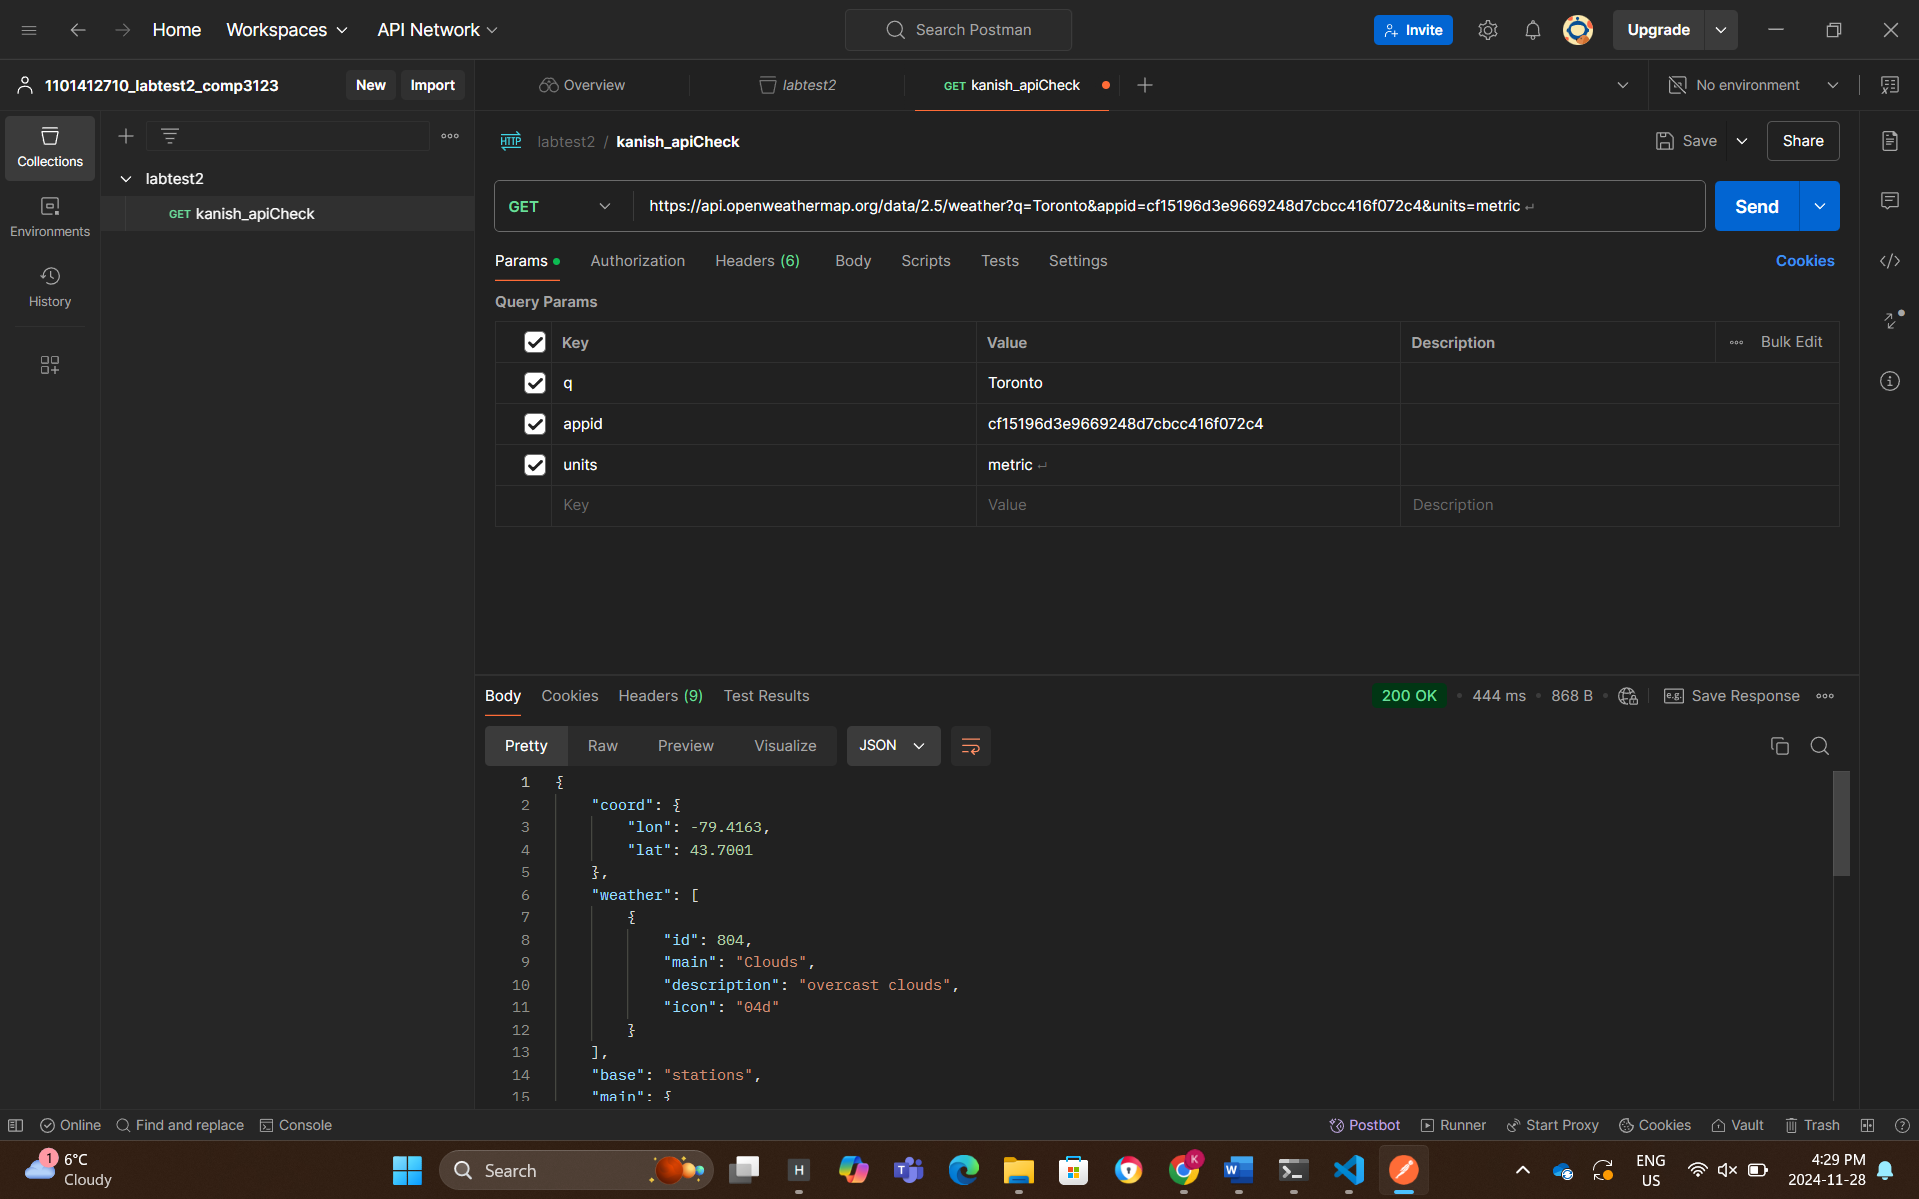 Home Workspaces API Network Search Postman Invite Upgrade
1101412710_labtest2_comp3123 New Import Overview labtest2 GET kanish_apiCheck No environment
Collections
labtest2
GET kanish_apiCheck
Environments
History
HTTP labtest2 / kanish_apiCheck Save Share
GET https://api.openweathermap.org/data/2.5/weather?q=Toronto&appid=cf15196d3e9669248d7cbcc416f072c4&units=metric ↵ Send
Params Authorization Headers (6) Body Scripts Tests Settings Cookies
Query Params
Key Value Description Bulk Edit
q Toronto
appid cf15196d3e9669248d7cbcc416f072c4
units metric ↵
Key Value Description
Body Cookies Headers (9) Test Results 200 OK 444 ms 868 B e.g. Save Response
Pretty Raw Preview Visualize JSON
1 {
2 "coord": {
3 "lon": -79.4163,
4 "lat": 43.7001
5 },
6 "weather": [
7 {
8 "id": 804,
9 "main": "Clouds",
10 "description": "overcast clouds",
11 "icon": "04d"
12 }
13 ],
14 "base": "stations",
15 "main": {
Online Find and replace Console Postbot Runner Start Proxy Cookies Vault Trash
1 6°C
Cloudy
Search
H
K
ENG
US
4:29 PM
2024-11-28